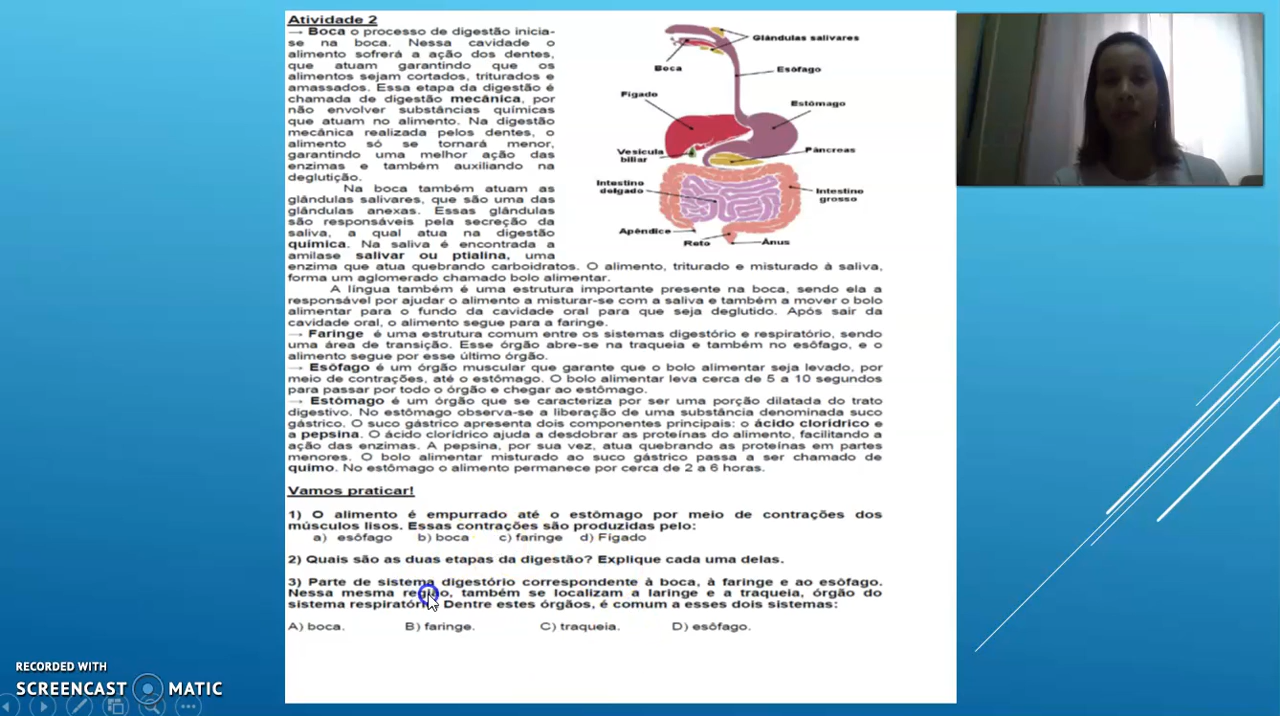 Atividade 2
→ Boca o processo de digestão inicia-
se na boca. Nessa cavidade o
alimento sofrerá a ação dos dentes,
que atuam garantindo que os
alimentos sejam cortados, triturados e
amassados. Essa etapa da digestão é
chamada de digestão mecânica, por
não envolver substâncias químicas
que atuam no alimento. Na digestão
mecânica realizada pelos dentes, o
alimento só se tornará menor,
garantindo uma melhor ação das
enzimas e também auxiliando na
deglutição.
Na boca também atuam as
glândulas salivares, que são uma das
glândulas anexas. Essas glândulas
são responsáveis pela secreção da
saliva, a qual atua na digestão
química. Na saliva é encontrada a
amilase salivar ou ptialina, uma
enzima que atua quebrando carboidratos. O alimento, triturado e misturado à saliva,
forma um aglomerado chamado bolo alimentar.
A língua também é uma estrutura importante presente na boca, sendo ela a
responsável por ajudar o alimento a misturar-se com a saliva e também a mover o bolo
alimentar para o fundo da cavidade oral para que seja deglutido. Após sair da
cavidade oral, o alimento segue para a faringe.
→ Faringe é uma estrutura comum entre os sistemas digestório e respiratório, sendo
uma área de transição. Esse órgão abre-se na traqueia e também no esôfago, e o
alimento segue por esse último órgão.
→ Esôfago é um órgão muscular que garante que o bolo alimentar seja levado, por
meio de contrações, até o estômago. O bolo alimentar leva cerca de 5 a 10 segundos
para passar por todo o órgão e chegar ao estômago.
→ Estômago é um órgão que se caracteriza por ser uma porção dilatada do trato
digestivo. No estômago observa-se a liberação de uma substância denominada suco
gástrico. O suco gástrico apresenta dois componentes principais: o ácido clorídrico e
a pepsina. O ácido clorídrico ajuda a desdobrar as proteínas do alimento, facilitando a
ação das enzimas. A pepsina, por sua vez, atua quebrando as proteínas em partes
menores. O bolo alimentar misturado ao suco gástrico passa a ser chamado de
quimo. No estômago o alimento permanece por cerca de 2 a 6 horas.
Glândulas salivares
Boca
Esôfago
Fígado
Estômago
Vesícula
biliar
Pâncreas
Intestino
delgado
Intestino
grosso
Apêndice
Reto
Ânus
Vamos praticar!
1) O alimento é empurrado até o estômago por meio de contrações dos
músculos lisos. Essas contrações são produzidas pelo:
a) esôfago b) boca c) faringe d) Fígado
2) Quais são as duas etapas da digestão? Explique cada uma delas.
3) Parte de sistema digestório correspondente à boca, à faringe e ao esôfago.
Nessa mesma região, também se localizam a laringe e a traqueia, órgão do
sistema respiratório. Dentre estes órgãos, é comum a esses dois sistemas:
A) boca. B) faringe. C) traqueia. D) esôfago.
RECORDED WITH
SCREENCAST MATIC